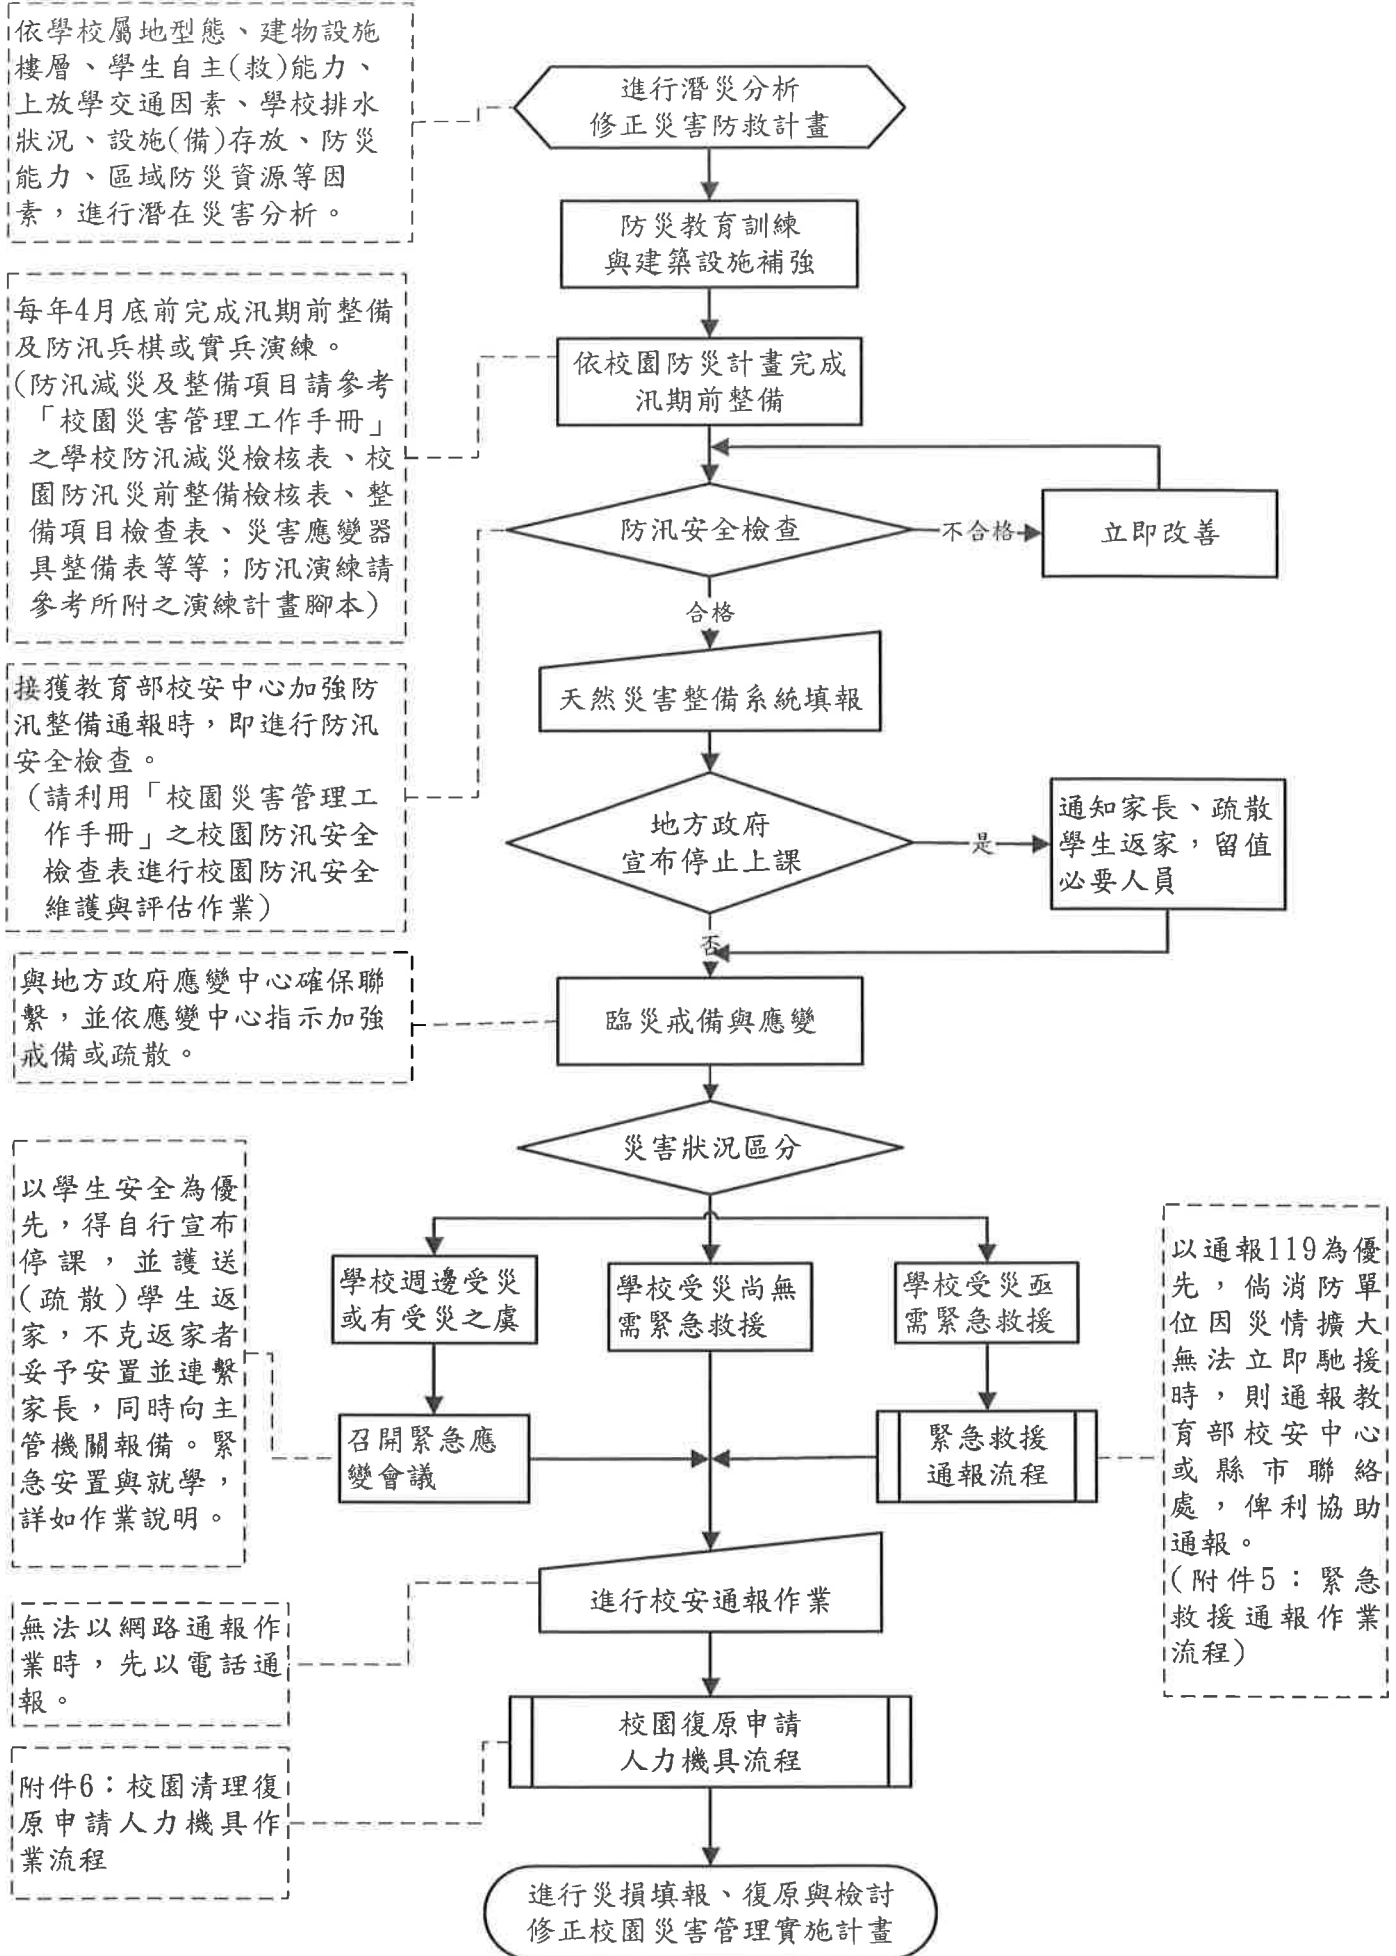 依學校屬地型態、建物設施
樓層、學生自主(救)能力、
上放學交通因素、學校排水
狀況、設施(備)存放、防災
能力、區域防災資源等因
素，進行潛在災害分析。
進行潛災分析
修正災害防救計畫
防災教育訓練
與建築設施補強
每年4月底前完成汛期前整備
及防汛兵棋或實兵演練。
(防汛減災及整備項目請參考
「校園災害管理工作手冊」
之學校防汛減災檢核表、校
園防汛災前整備檢核表、整
備項目檢查表、災害應變器
具整備表等等；防汛演練請
參考所附之演練計畫腳本)
依校園防災計畫完成
汛期前整備
防汛安全檢查
不合格
立即改善
合格
接獲教育部校安中心加強防
汛整備通報時，即進行防汛
安全檢查。
(請利用「校園災害管理工
作手冊」之校園防汛安全
檢查表進行校園防汛安全
維護與評估作業)
天然災害整備系統填報
地方政府
宣布停止上課
是
通知家長、疏散
學生返家，留值
必要人員
否
與地方政府應變中心確保聯
繫，並依應變中心指示加強
戒備或疏散。
臨災戒備與應變
災害狀況區分
以學生安全為優
先，得自行宣布
停課，並護送
(疏散)學生返
家，不克返家者
妥予安置並連繫
家長，同時向主
管機關報備。緊
急安置與就學，
詳如作業說明。
學校週邊受災
或有受災之虞
學校受災尚無
需緊急救援
學校受災亟
需緊急救援
召開緊急應
變會議
緊急救援
通報流程
以通報119為優
先，倘消防單
位因災情擴大
無法立即馳援
時，則通報教
育部校安中心
或縣市聯絡
處，俾利協助
通報。
(附件5：緊急
救援通報作業
流程)
進行校安通報作業
無法以網路通報作
業時，先以電話通
報。
校園復原申請
人力機具流程
附件6：校園清理復
原申請人力機具作
業流程
進行災損填報、復原與檢討
修正校園災害管理實施計畫